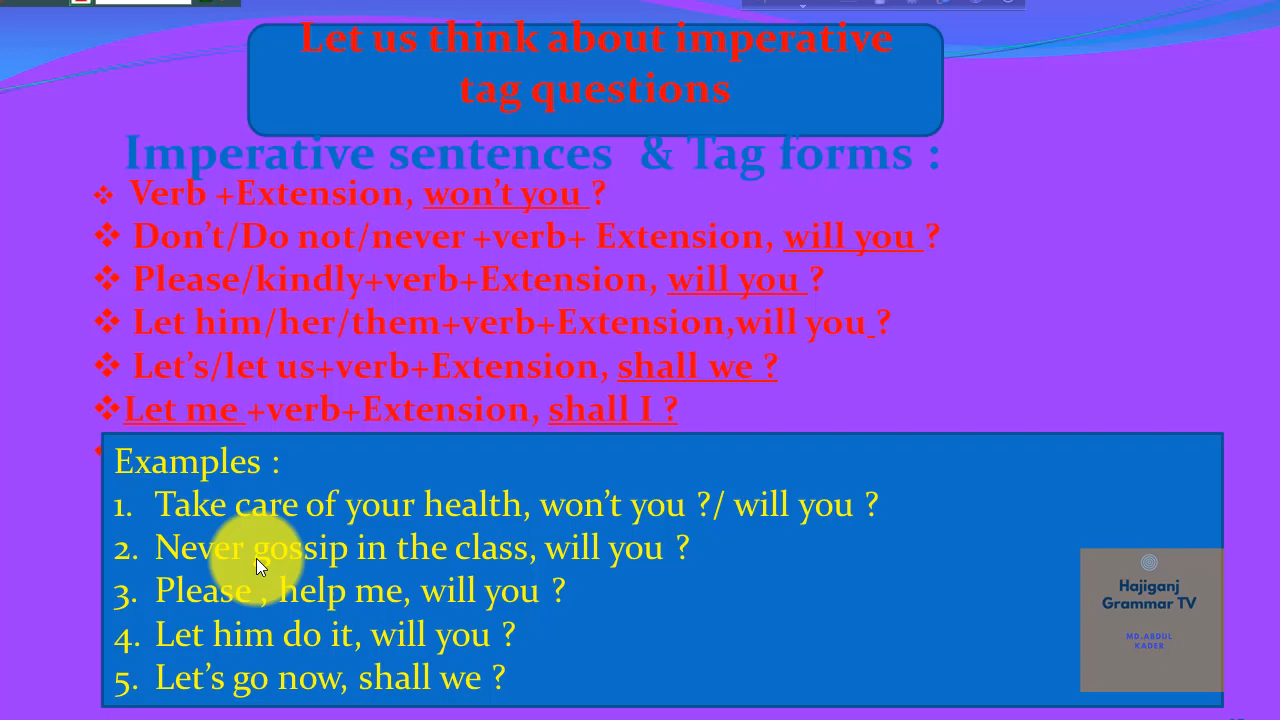 Let us think about imperative
tag questions
Imperative sentences & Tag forms :
Verb +Extension, won't you ?
Don't/Do not/never +verb+ Extension, will you ?
Please/kindly+verb+Extension, will you ?
Let him/her/them+verb+Extension,will you ?
Let's/let us+verb+Extension, shall we ?
Let me +verb+Extension, shall I ?
Examples :
1. Take care of your health, won't you ?/ will you ?
2. Never gossip in the class, will you ?
3. Please , help me, will you ?
4. Let him do it, will you ?
5. Let's go now, shall we ?
Hajiganj
Grammar TV
MD.ABDUL
KADER